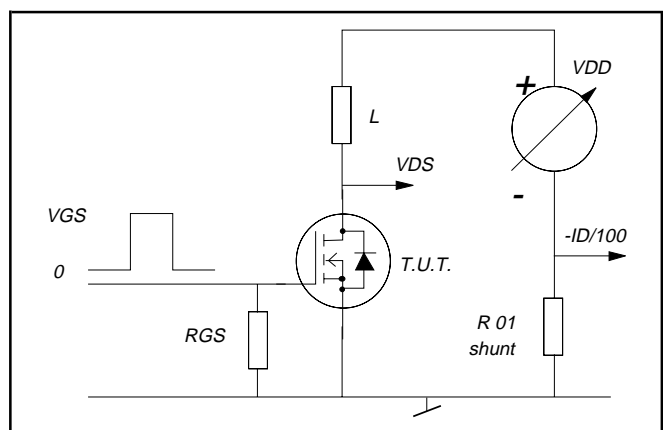 VDD
+
L
VDS
-
VGS
-ID/100
0
T.U.T.
RGS
R 01
shunt